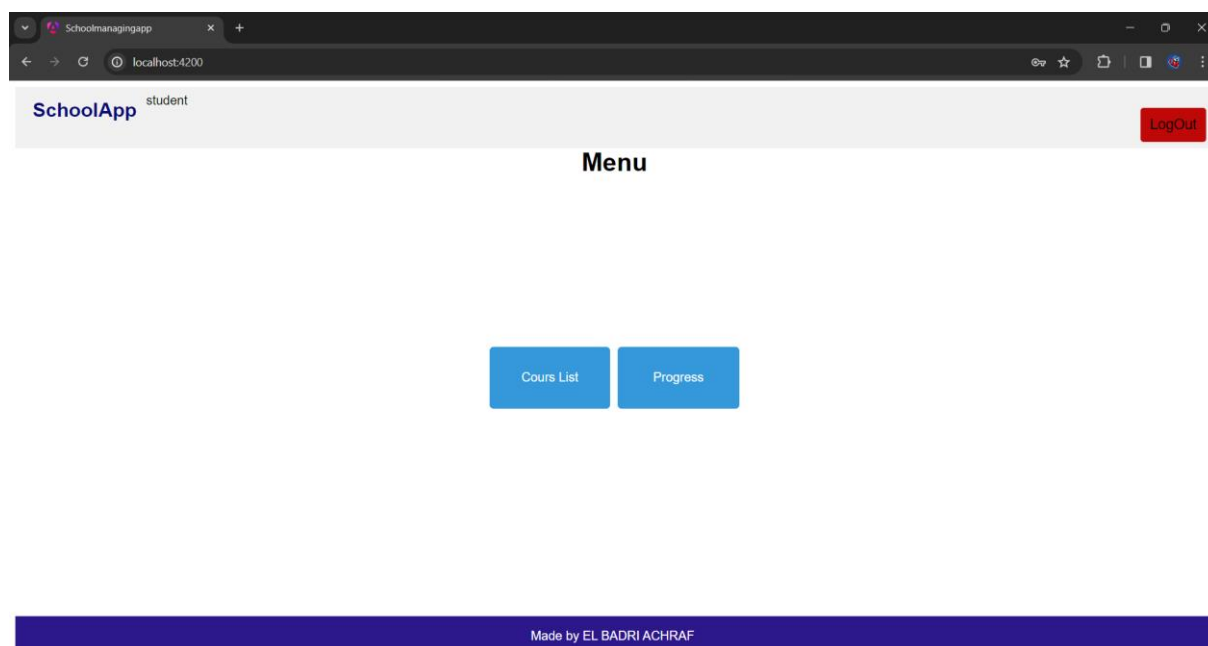 Schoolmanagingapp
localhost:4200
SchoolApp student
LogOut
Menu
Cours List Progress
Made by EL BADRI ACHRAF